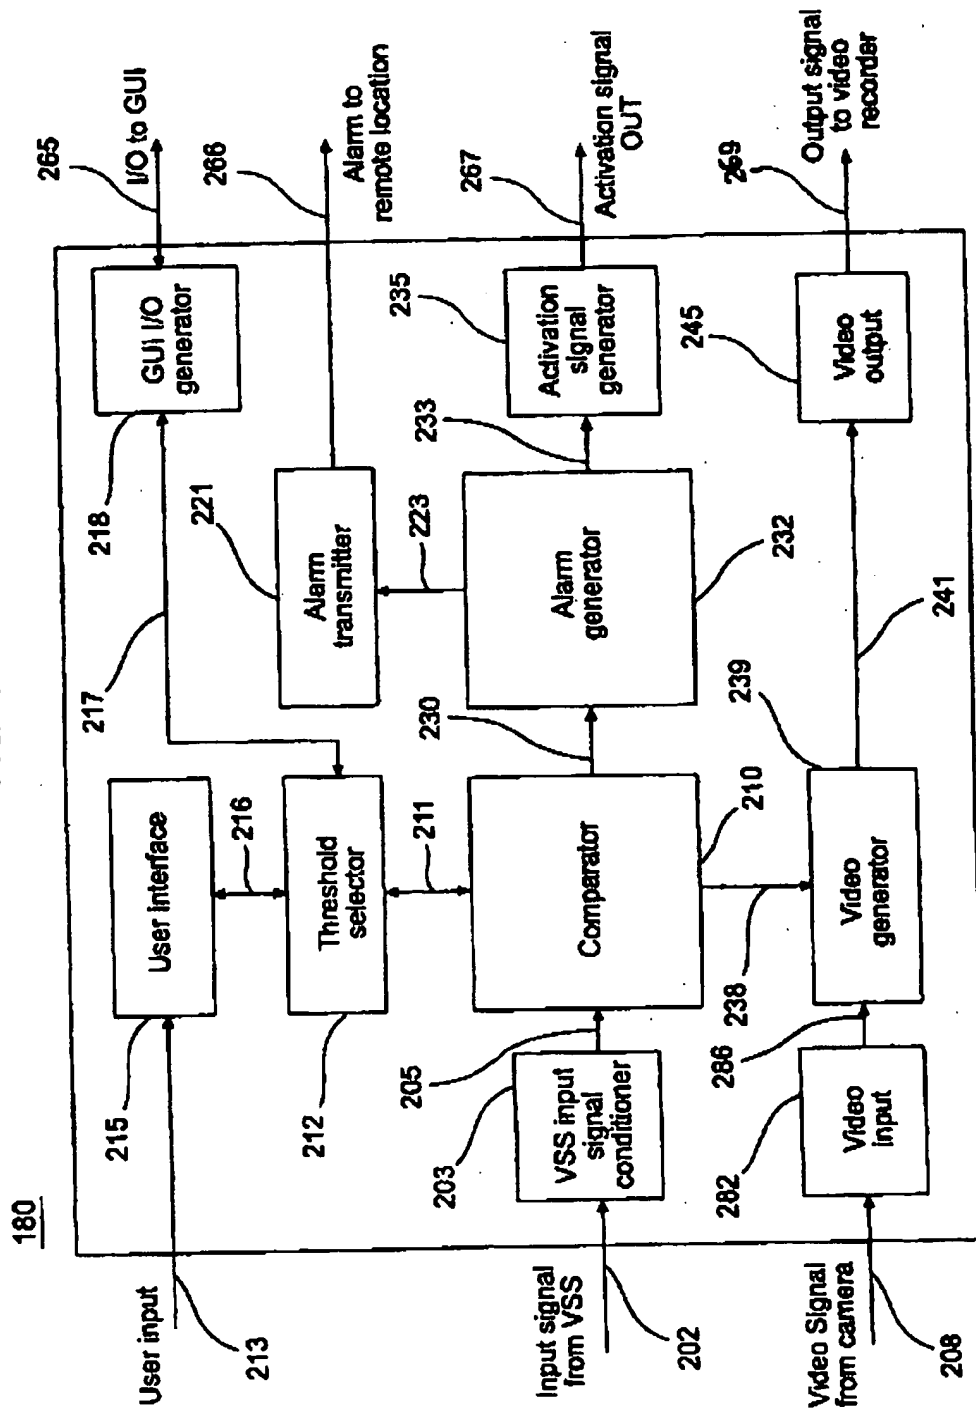 180
User input
213
215
User interface
216
217
218
GUI I/O
generator
265
I/O to GUI
212
Threshold
selector
211
221
Alarm
transmitter
266
Alarm to
remote location
223
Input signal
from VSS
202
203
VSS input
signal
conditioner
205
Comparator
210
230
Alarm
generator
232
233
235
Activation
signal
generator
267
Activation signal
OUT
Video Signal
from camera
208
282
Video
input
286
238
Video
generator
239
241
245
Video
output
269
Output signal
to video
recorder